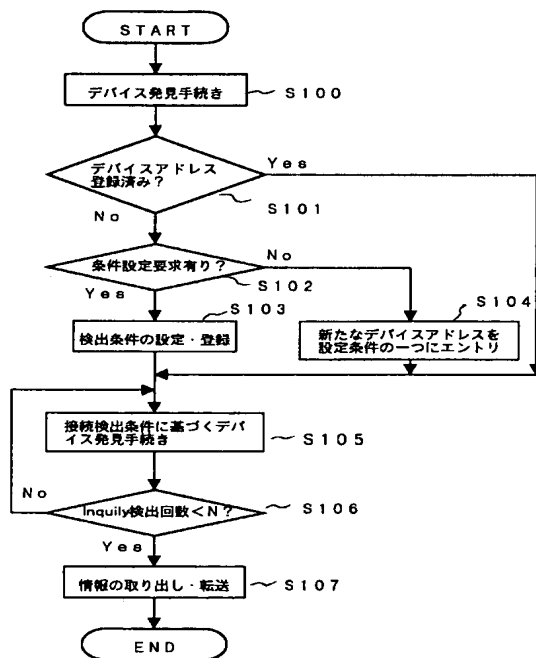 START
デバイス発見手続き
S100
デバイスアドレス
登録済み？
Yes
S101
No
条件設定要求有り？
No
S102
Yes
S103
S104
検出条件の設定・登録
新たなデバイスアドレスを
設定条件の一つにエントリ
接続検出条件に基づくデバ
イス発見手続き
S105
No
Inquily検出回数<N？
S106
Yes
情報の取り出し・転送
S107
END